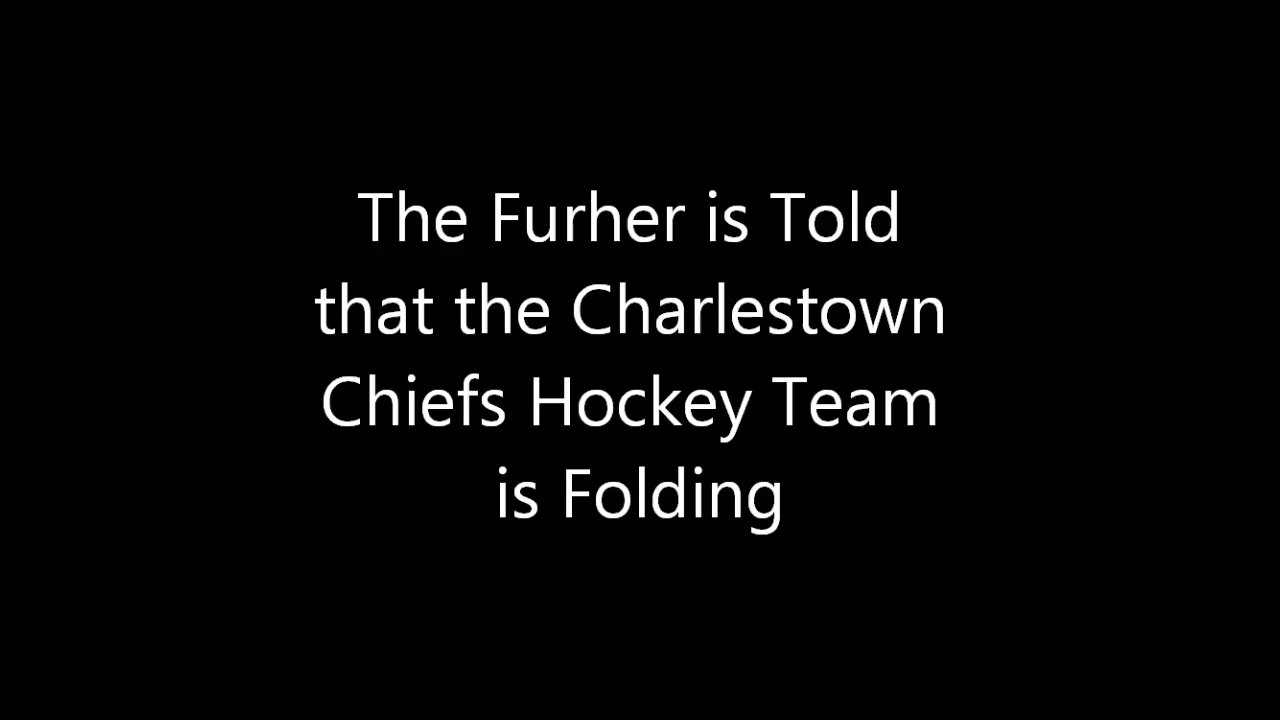 The Furher is Told
that the Charlestown
Chiefs Hockey Team
is Folding